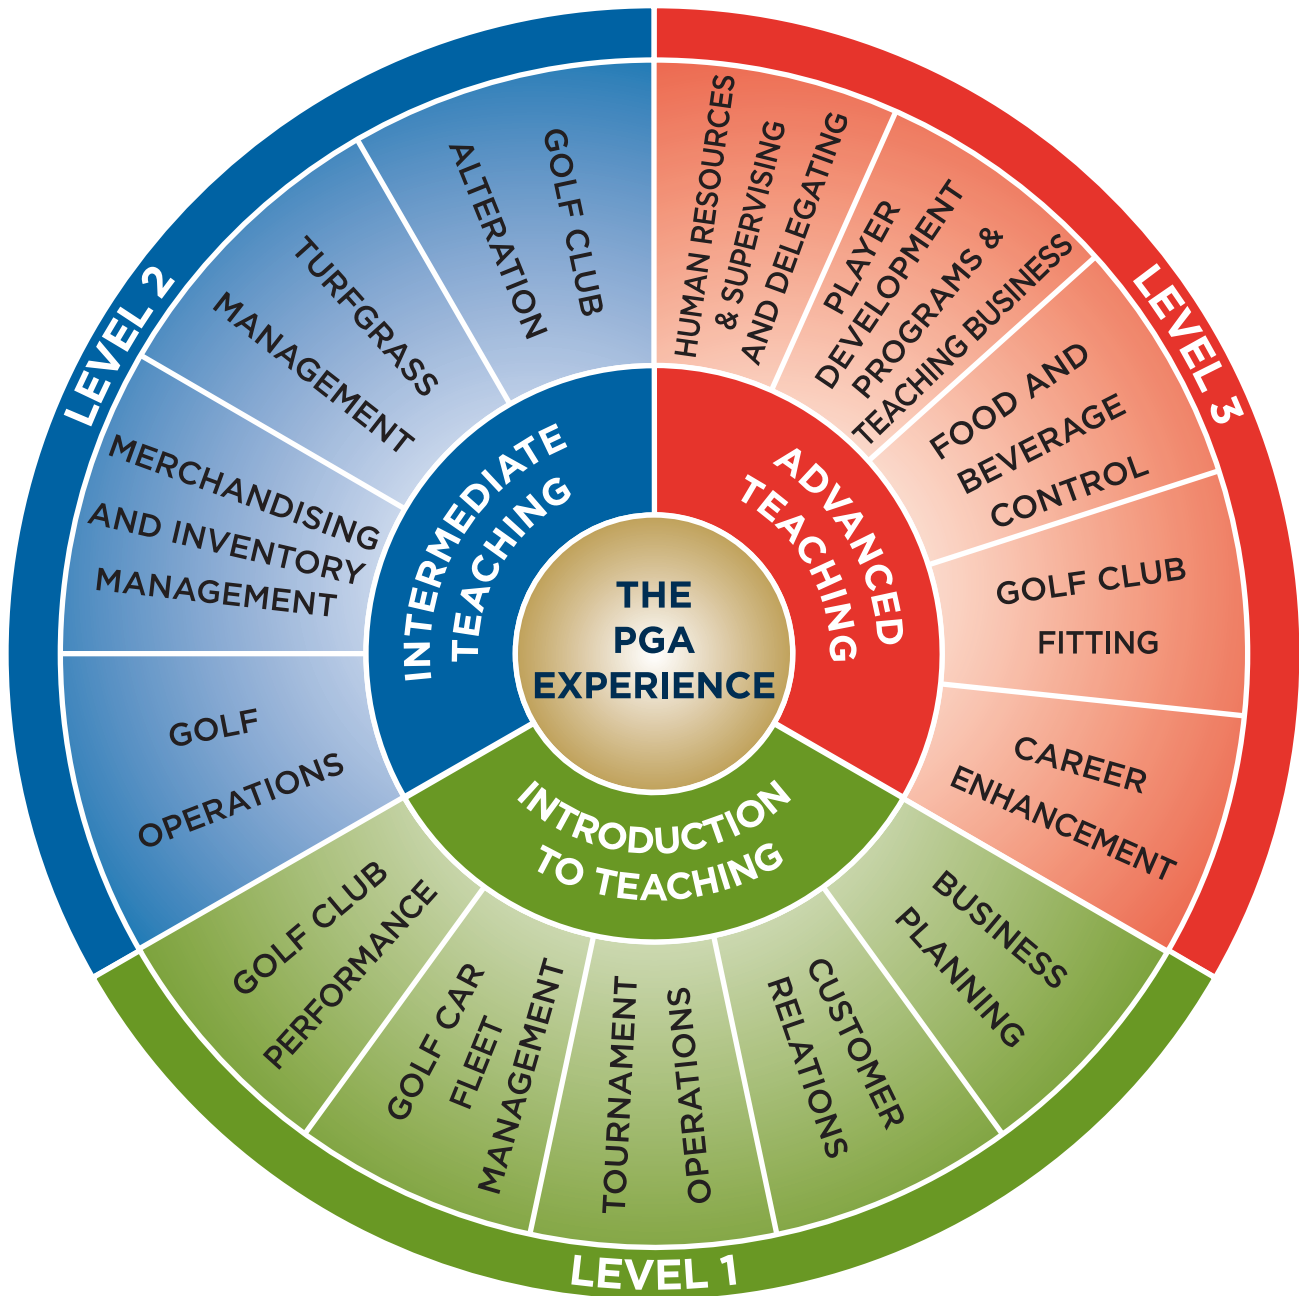 THE
PGA
EXPERIENCE
LEVEL 1
INTRODUCTION
TO TEACHING
GOLF CLUB
PERFORMANCE
GOLF CAR
FLEET
MANAGEMENT
TOURNAMENT
OPERATIONS
CUSTOMER
RELATIONS
BUSINESS
PLANNING
LEVEL 2
INTERMEDIATE
TEACHING
GOLF
OPERATIONS
MERCHANDISING
AND INVENTORY
MANAGEMENT
TURFGRASS
MANAGEMENT
GOLF CLUB
ALTERATION
LEVEL 3
ADVANCED
TEACHING
HUMAN RESOURCES
& SUPERVISING
AND DELEGATING
PLAYER
DEVELOPMENT
PROGRAMS &
TEACHING BUSINESS
FOOD AND
BEVERAGE
CONTROL
GOLF CLUB
FITTING
CAREER
ENHANCEMENT